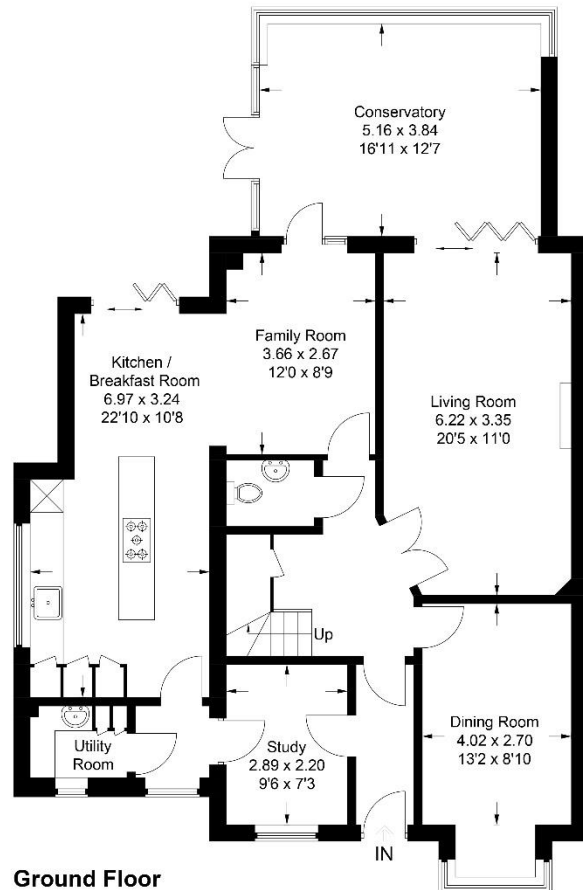 Conservatory
5.16 x 3.84
16'11 x 12'7
Family Room
3.66 x 2.67
12'0 x 8'9
Kitchen /
Breakfast Room
6.97 x 3.24
22'10 x 10'8
Living Room
6.22 x 3.35
20'5 x 11'0
Up
Dining Room
4.02 x 2.70
13'2 x 8'10
Utility
Room
Study
2.89 x 2.20
9'6 x 7'3
IN
Ground Floor